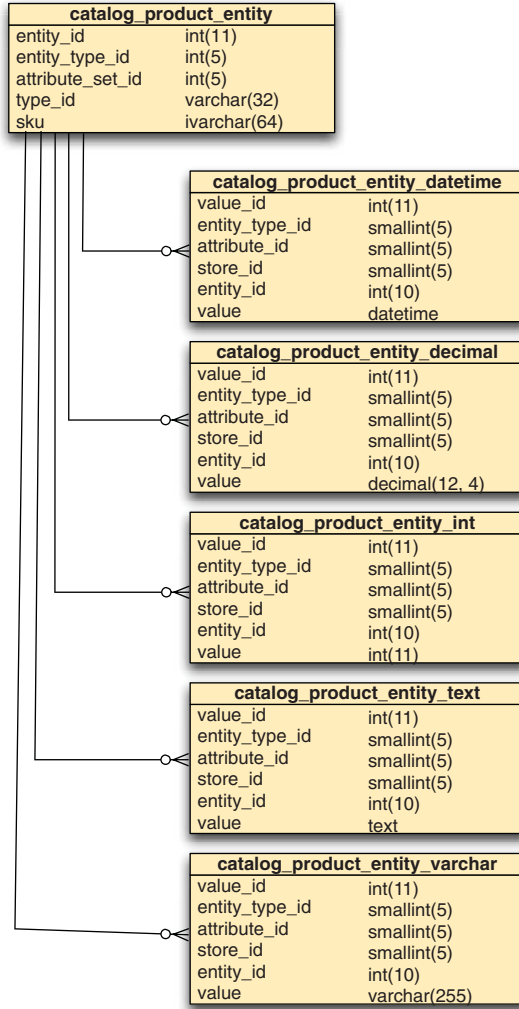 catalog_product_entity
entity_id int(11)
entity_type_id int(5)
attribute_set_id int(5)
type_id varchar(32)
sku ivarchar(64)
catalog_product_entity_datetime
value_id int(11)
entity_type_id smallint(5)
attribute_id smallint(5)
store_id smallint(5)
entity_id int(10)
value datetime
catalog_product_entity_decimal
value_id int(11)
entity_type_id smallint(5)
attribute_id smallint(5)
store_id smallint(5)
entity_id int(10)
value decimal(12, 4)
catalog_product_entity_int
value_id int(11)
entity_type_id smallint(5)
attribute_id smallint(5)
store_id smallint(5)
entity_id int(10)
value int(11)
catalog_product_entity_text
value_id int(11)
entity_type_id smallint(5)
attribute_id smallint(5)
store_id smallint(5)
entity_id int(10)
value text
catalog_product_entity_varchar
value_id int(11)
entity_type_id smallint(5)
attribute_id smallint(5)
store_id smallint(5)
entity_id int(10)
value varchar(255)